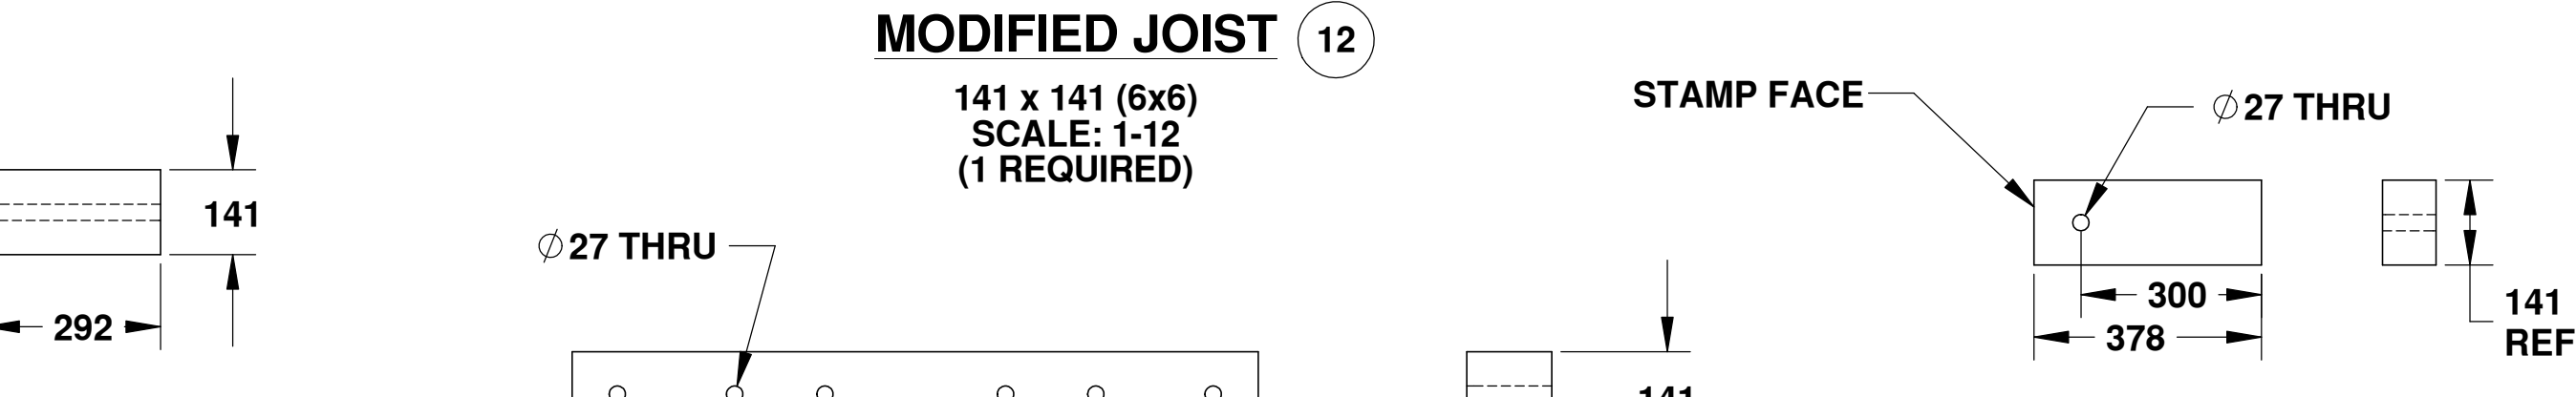 MODIFIED JOIST 12
141 x 141 (6x6)
SCALE: 1-12
(1 REQUIRED)
STAMP FACE
⌀27 THRU
141
⌀27 THRU
292
300
378
141
REF
141